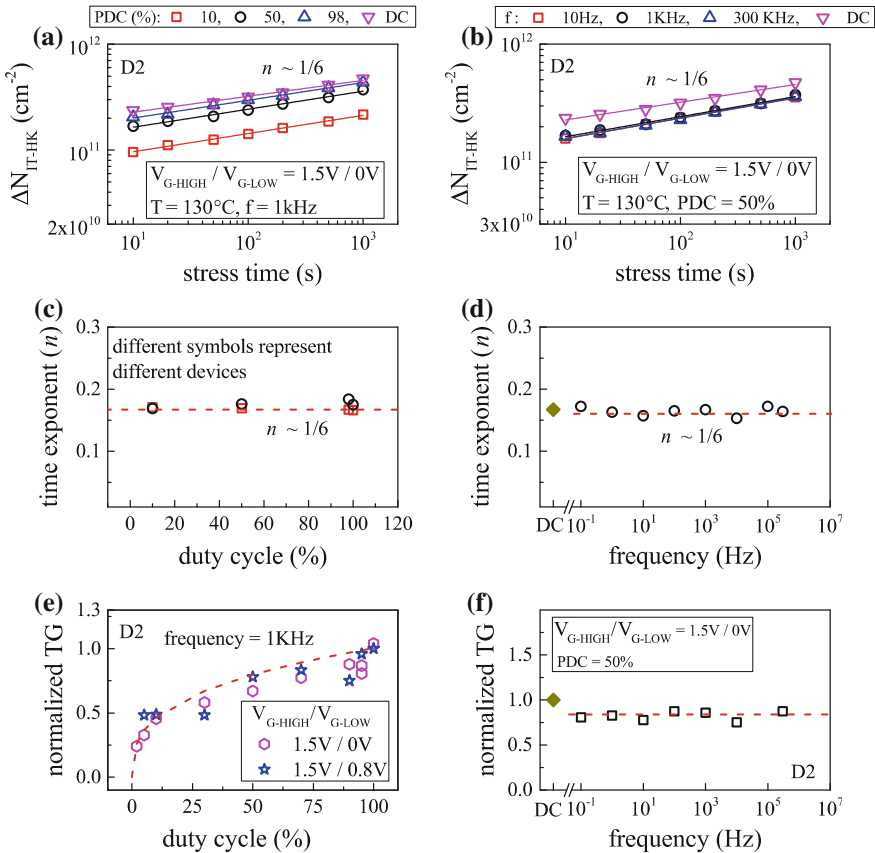 PDC (%): 10, 50, 98, DC
f : 10Hz, 1KHz, 300 KHz, DC
(a)
10^12
10^11
2x10^10
ΔN_IT-HK (cm^-2)
D2
n ~ 1/6
V_G-HIGH / V_G-LOW = 1.5V / 0V
T = 130°C, f = 1kHz
10^1 10^2 10^3
stress time (s)
(b)
10^12
10^11
3x10^10
ΔN_IT-HK (cm^-2)
D2
n ~ 1/6
V_G-HIGH / V_G-LOW = 1.5V / 0V
T = 130°C, PDC = 50%
10^1 10^2 10^3
stress time (s)
(c)
0.3
0.2
0.1
time exponent (n)
different symbols represent
different devices
n ~ 1/6
0 20 40 60 80 100 120
duty cycle (%)
(d)
0.3
0.2
0.1
time exponent (n)
n ~ 1/6
DC 10^-1 10^1 10^3 10^5 10^7
frequency (Hz)
(e)
1.3
1.0
0.5
0.0
normalized TG
D2
frequency = 1KHz
V_G-HIGH/V_G-LOW
1.5V / 0V
1.5V / 0.8V
0 25 50 75 100
duty cycle (%)
(f)
2.0
1.5
1.0
0.5
0.0
normalized TG
V_G-HIGH/V_G-LOW = 1.5V / 0V
PDC = 50%
D2
DC 10^-1 10^1 10^3 10^5 10^7
frequency (Hz)